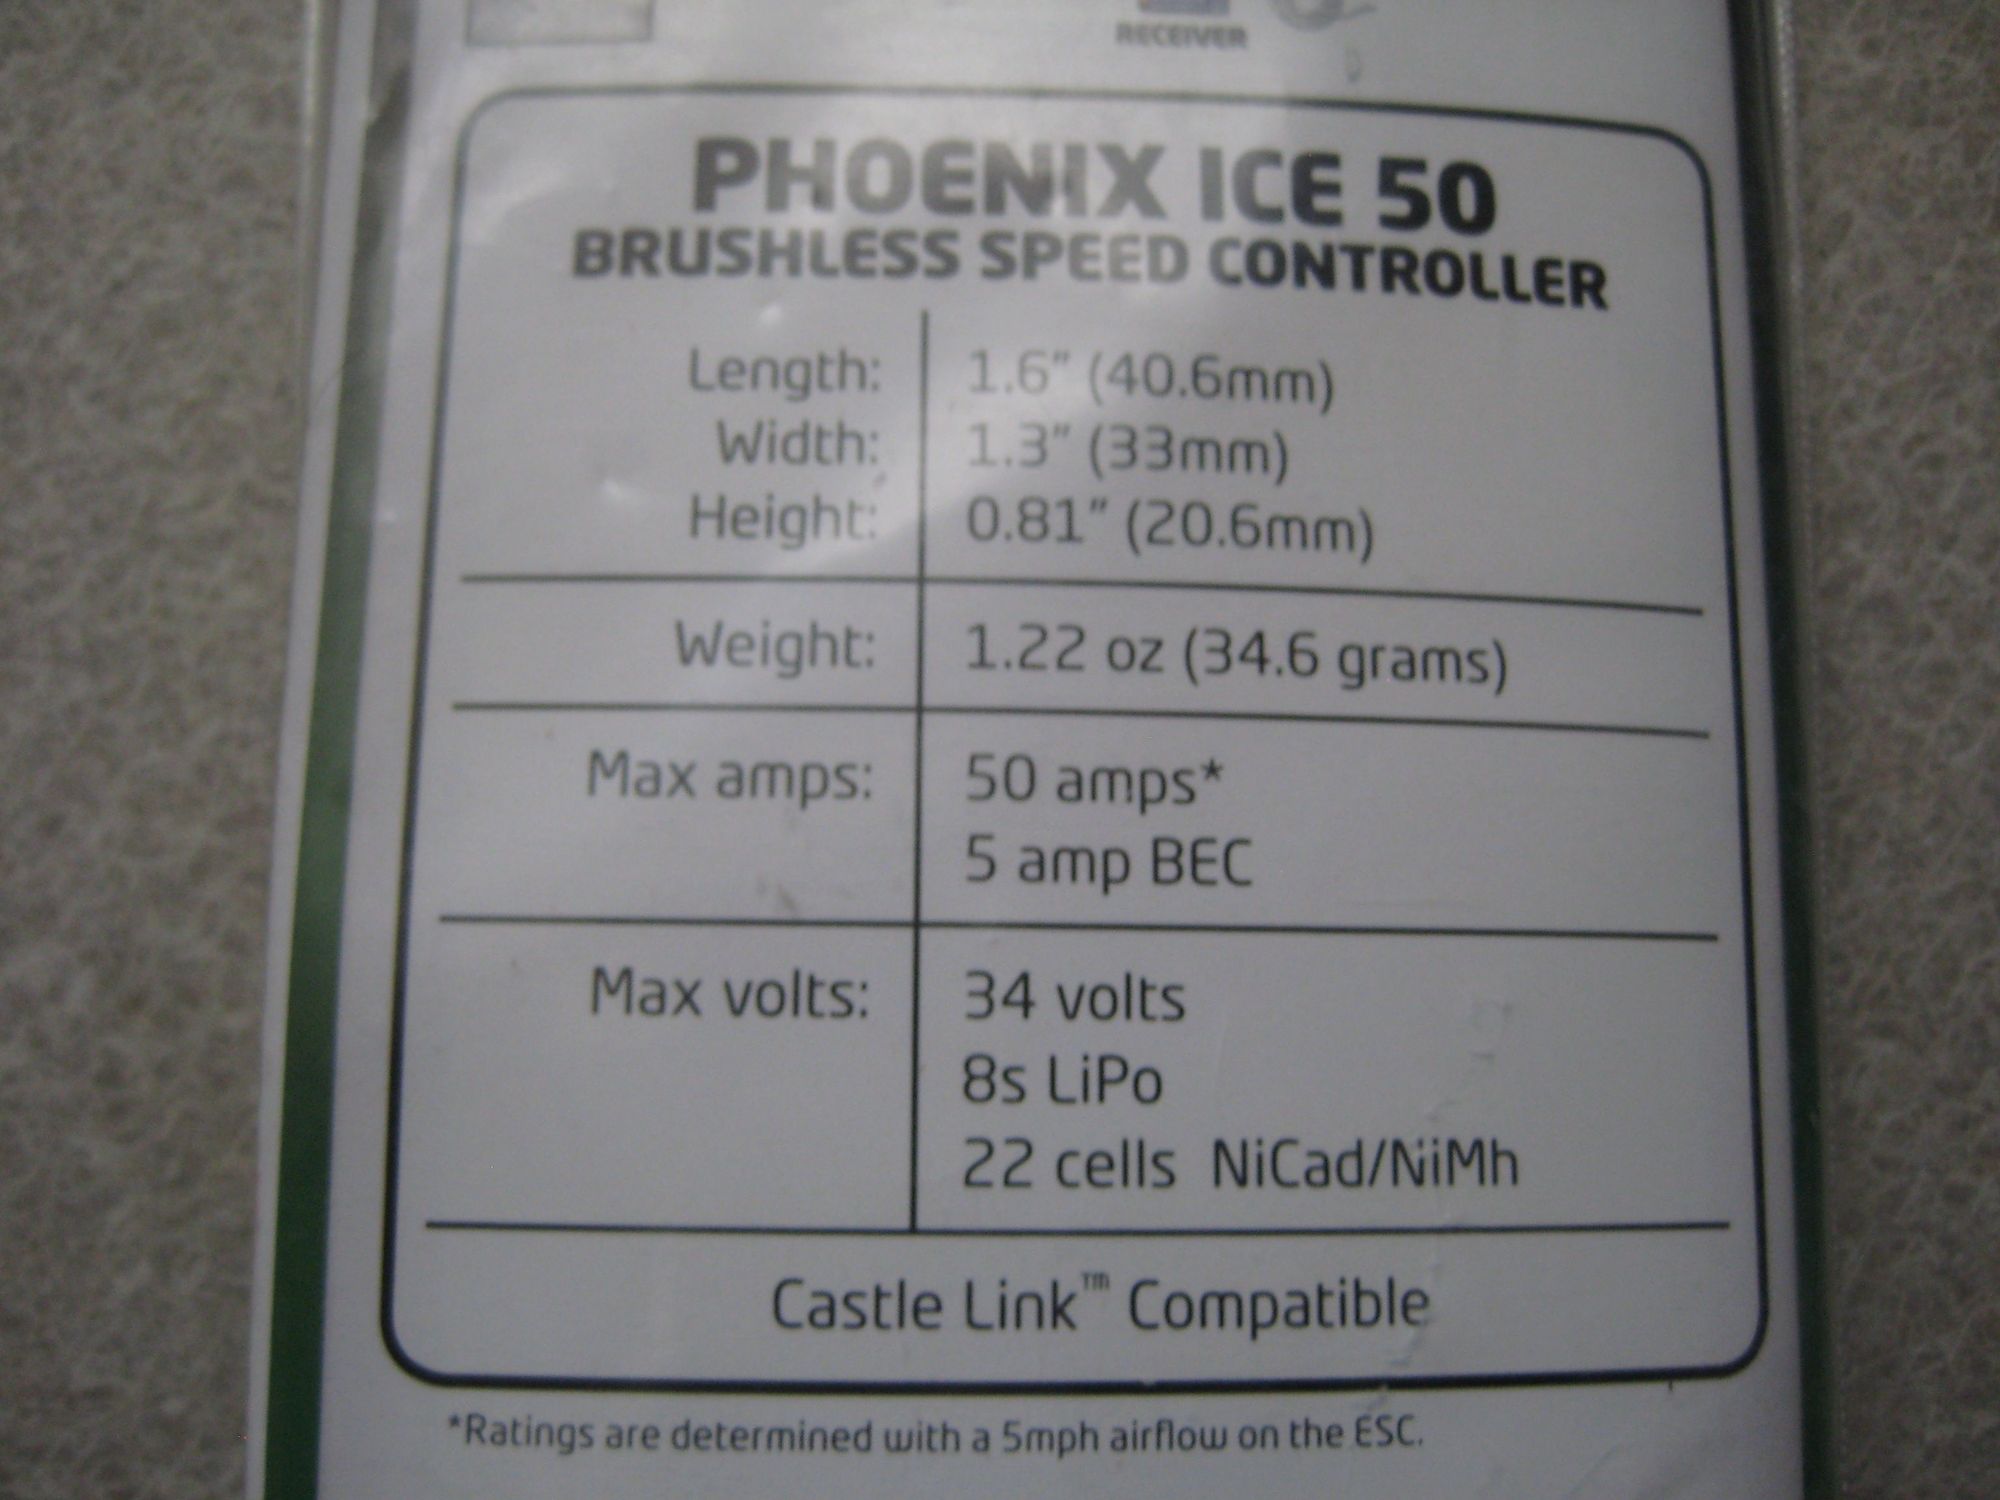 RECEIVER
PHOENIX ICE 50
BRUSHLESS SPEED CONTROLLER
Length: 1.6" (40.6mm)
Width: 1.3" (33mm)
Height: 0.81" (20.6mm)
Weight: 1.22 oz (34.6 grams)
Max amps: 50 amps*
5 amp BEC
Max volts: 34 volts
8s LiPo
22 cells NiCad/NiMh
Castle Link™ Compatible
*Ratings are determined with a 5mph airflow on the ESC.